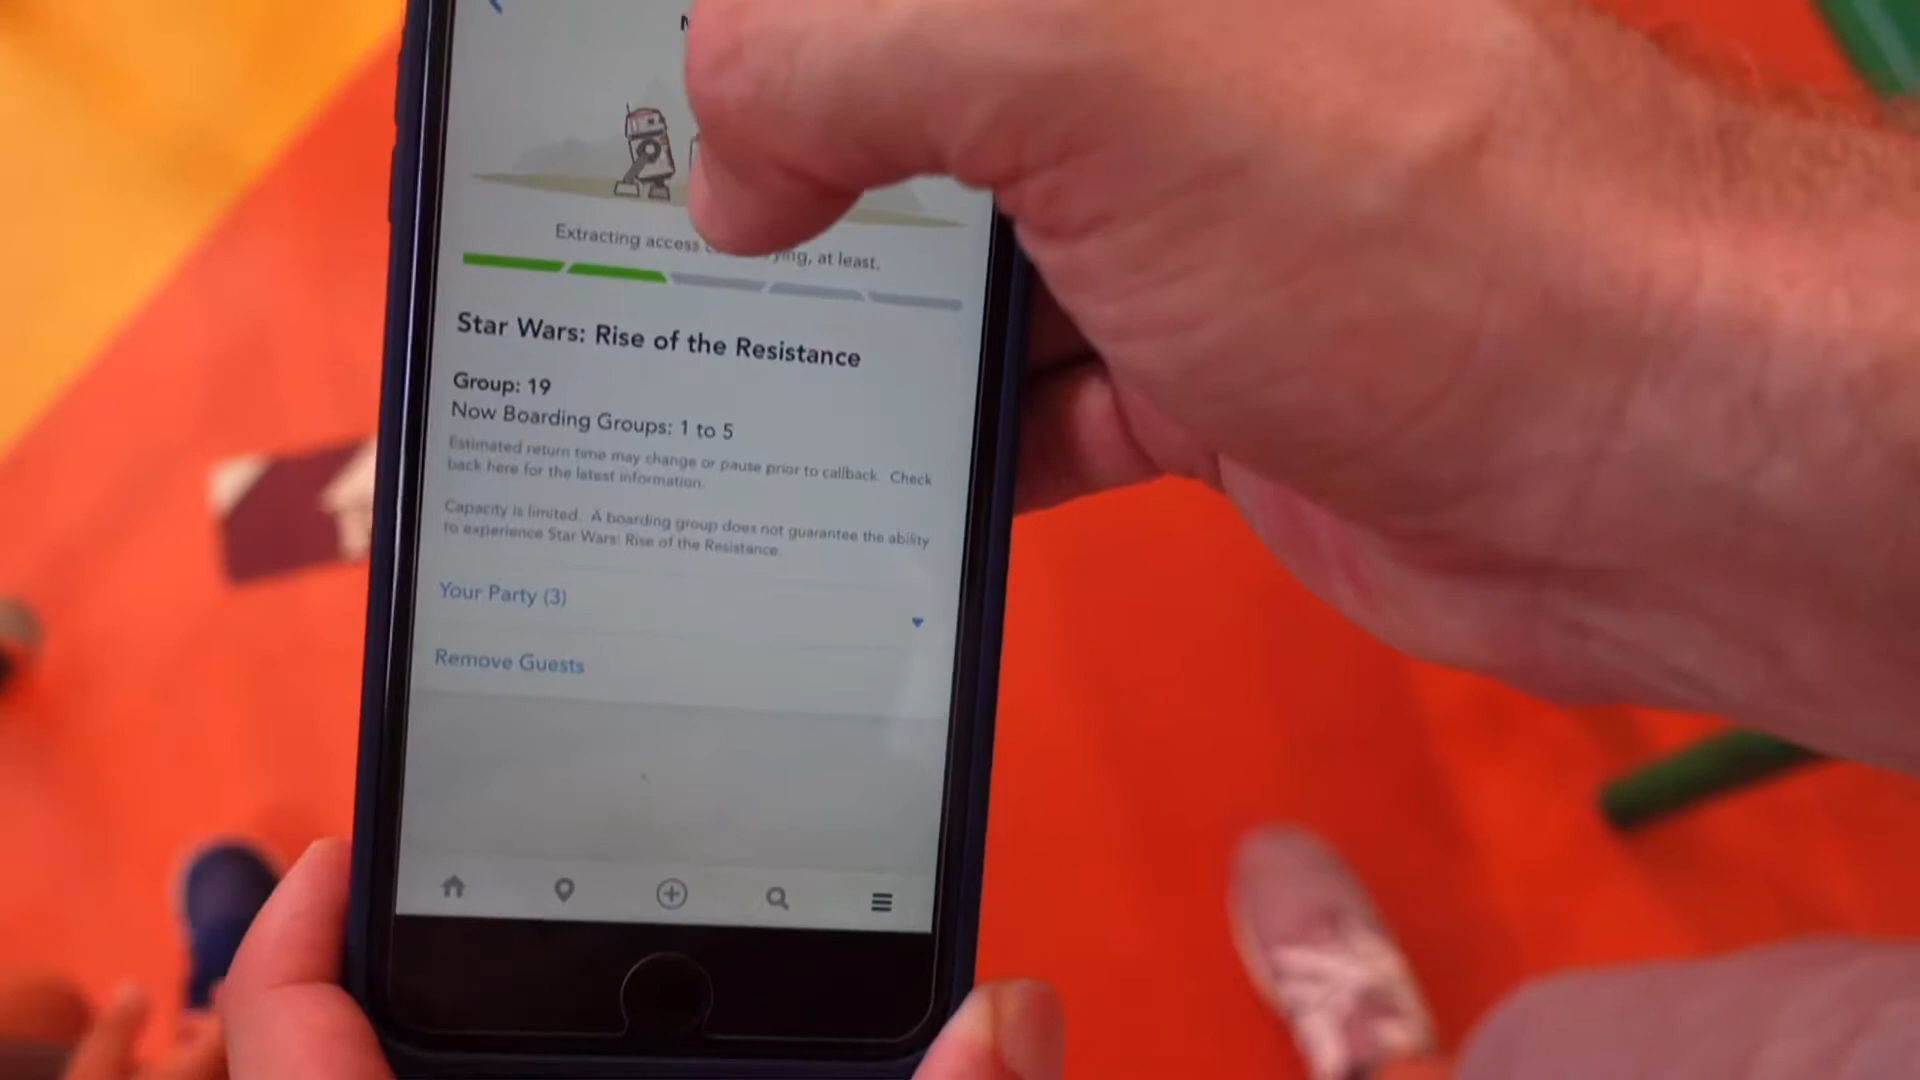 Extracting access
ying, at least.
Star Wars: Rise of the Resistance
Group: 19
Now Boarding Groups: 1 to 5
Estimated return time may change or pause prior to callback. Check
back here for the latest information.
Capacity is limited. A boarding group does not guarantee the ability
to experience Star Wars: Rise of the Resistance.
Your Party (3)
Remove Guests